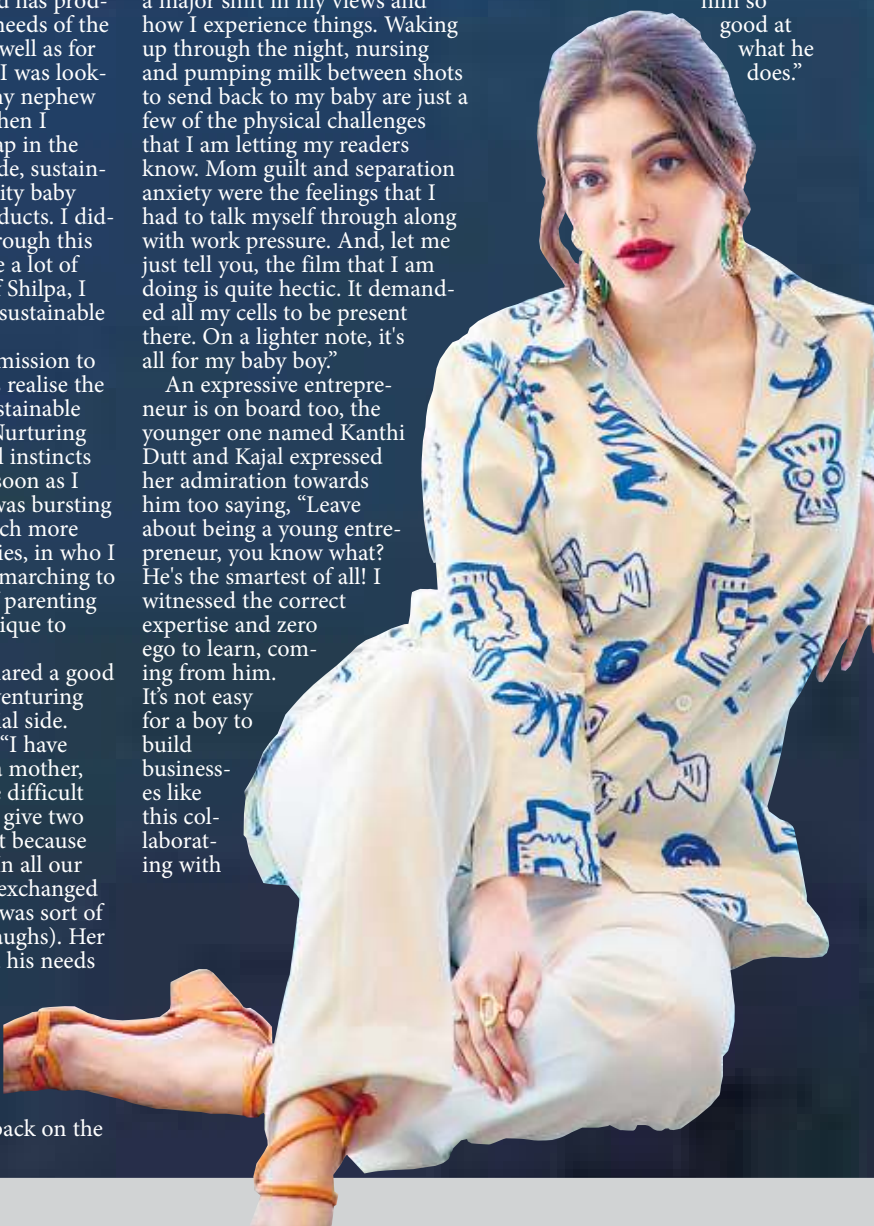 d has prod-
needs of the
well as for
I was look-
ny nephew
hen I
ap in the
de, sustain-
ity baby
ducts. I did-
rough this
e a lot of
f Shilpa, I
sustainable
mission to
realise the
stainable
Nurturing
l instincts
soon as I
was bursting
ch more
ies, in who I
marching to
f parenting
ique to
ared a good
venturing
al side.
“I have
a mother,
e difficult
give two
t because
n all our
exchanged
was sort of
aughs). Her
his needs
back on the
a major shift in my views and
how I experience things. Waking
up through the night, nursing
and pumping milk between shots
to send back to my baby are just a
few of the physical challenges
that I am letting my readers
know. Mom guilt and separation
anxiety were the feelings that I
had to talk myself through along
with work pressure. And, let me
just tell you, the film that I am
doing is quite hectic. It demand-
ed all my cells to be present
there. On a lighter note, it's
all for my baby boy.”
An expressive entrepre-
neur is on board too, the
younger one named Kanthi
Dutt and Kajal expressed
her admiration towards
him too saying, “Leave
about being a young entre-
preneur, you know what?
He's the smartest of all! I
witnessed the correct
expertise and zero
ego to learn, com-
ing from him.
It’s not easy
for a boy to
build
business-
es like
this col-
laborat-
ing with
him so
good at
what he
does.”